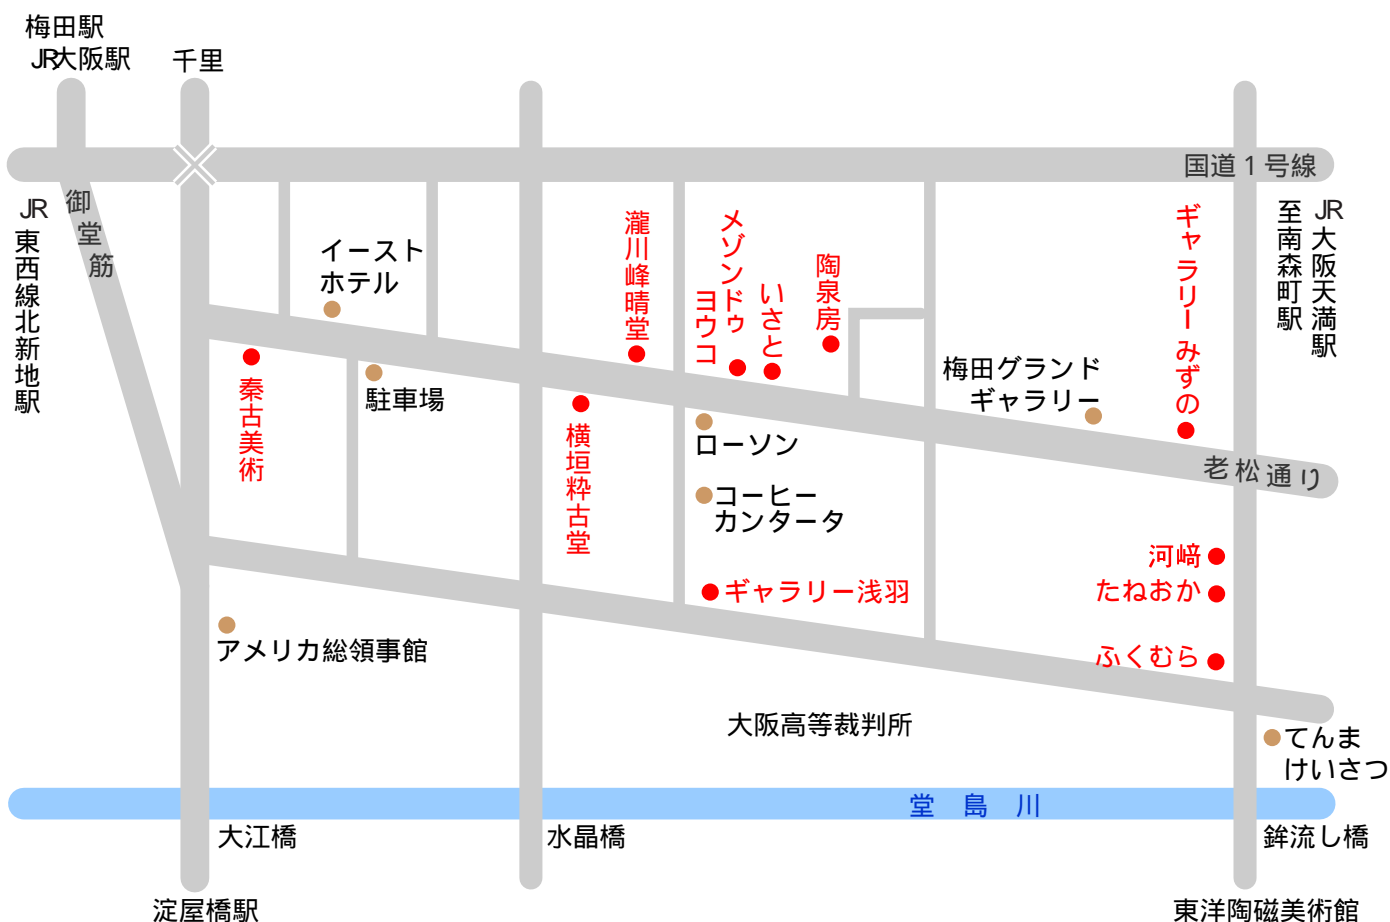 梅田駅
JR大阪駅
千里
国道1号線
JR
東西線北新地駅
御堂筋
イースト
ホテル
瀧川峰晴堂
メゾンドゥ
ヨウコ
いさと
陶泉房
ギャラリーみずの
JR大阪天満駅
至南森町駅
秦古美術
駐車場
横垣粋古堂
ローソン
コーヒー
カンタータ
梅田グランド
ギャラリー
老松通り
河﨑
たねおか
ギャラリー浅羽
ふくむら
アメリカ総領事館
大阪高等裁判所
てんま
けいさつ
堂島川
大江橋
水晶橋
鉾流し橋
淀屋橋駅
東洋陶磁美術館